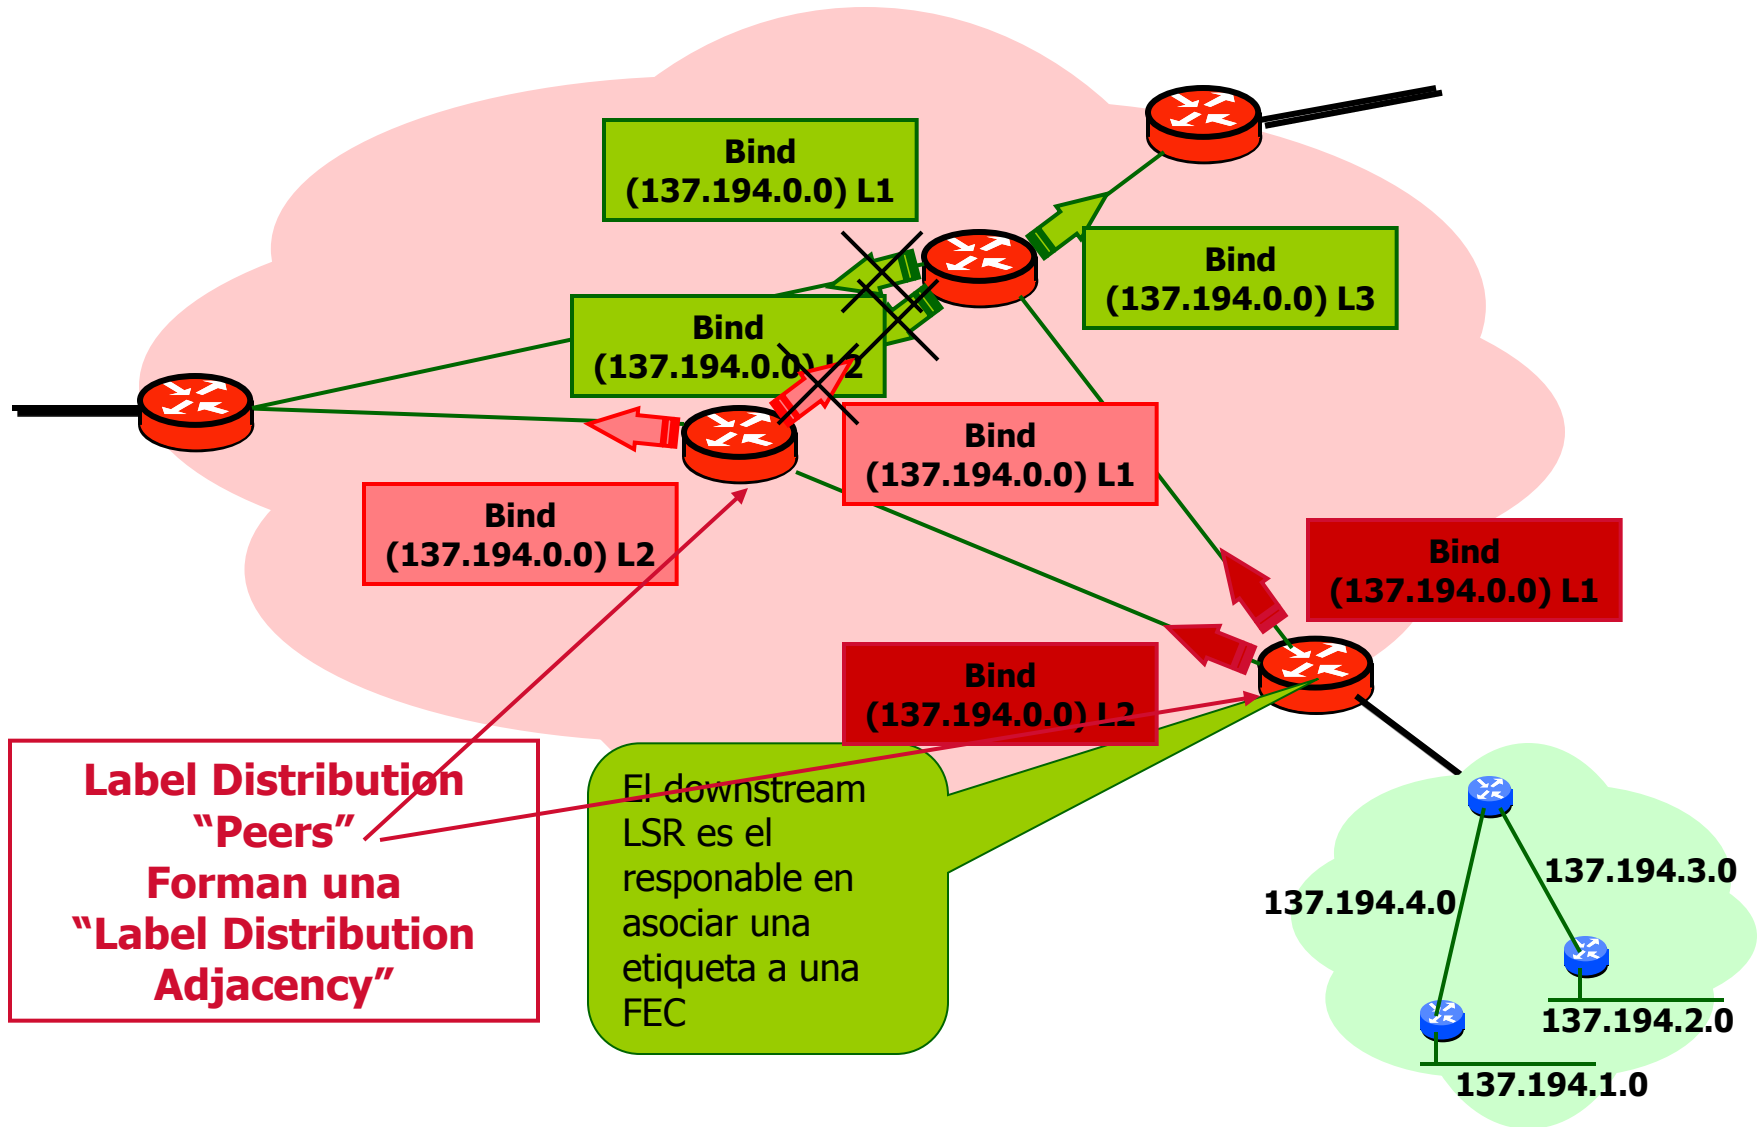 Bind
(137.194.0.0) L1
Bind
(137.194.0.0) L3
Bind
(137.194.0.0) L2
Bind
(137.194.0.0) L1
Bind
(137.194.0.0) L2
Bind
(137.194.0.0) L1
Bind
(137.194.0.0) L2
Label Distribution
“Peers”
Forman una
“Label Distribution
Adjacency”
El downstream
LSR es el
responable en
asociar una
etiqueta a una
FEC
137.194.3.0
137.194.4.0
137.194.2.0
137.194.1.0